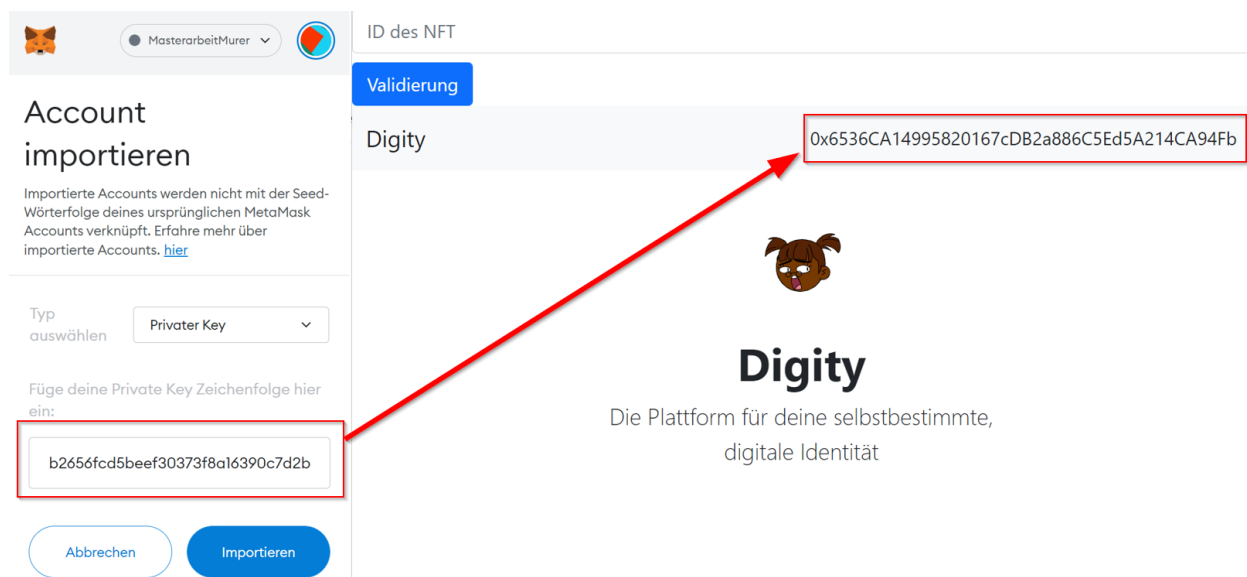 MasterarbeitMurer
Account
importieren
Importierte Accounts werden nicht mit der Seed-
Wörterfolge deines ursprünglichen MetaMask
Accounts verknüpft. Erfahre mehr über
importierte Accounts. hier
Typ
auswählen
Privater Key
Füge deine Private Key Zeichenfolge hier
ein:
b2656fcd5beef30373f8a16390c7d2b
Abbrechen
Importieren
ID des NFT
Validierung
Digity
0x6536CA14995820167cDB2a886C5Ed5A214CA94Fb
Digity
Die Plattform für deine selbstbestimmte,
digitale Identität